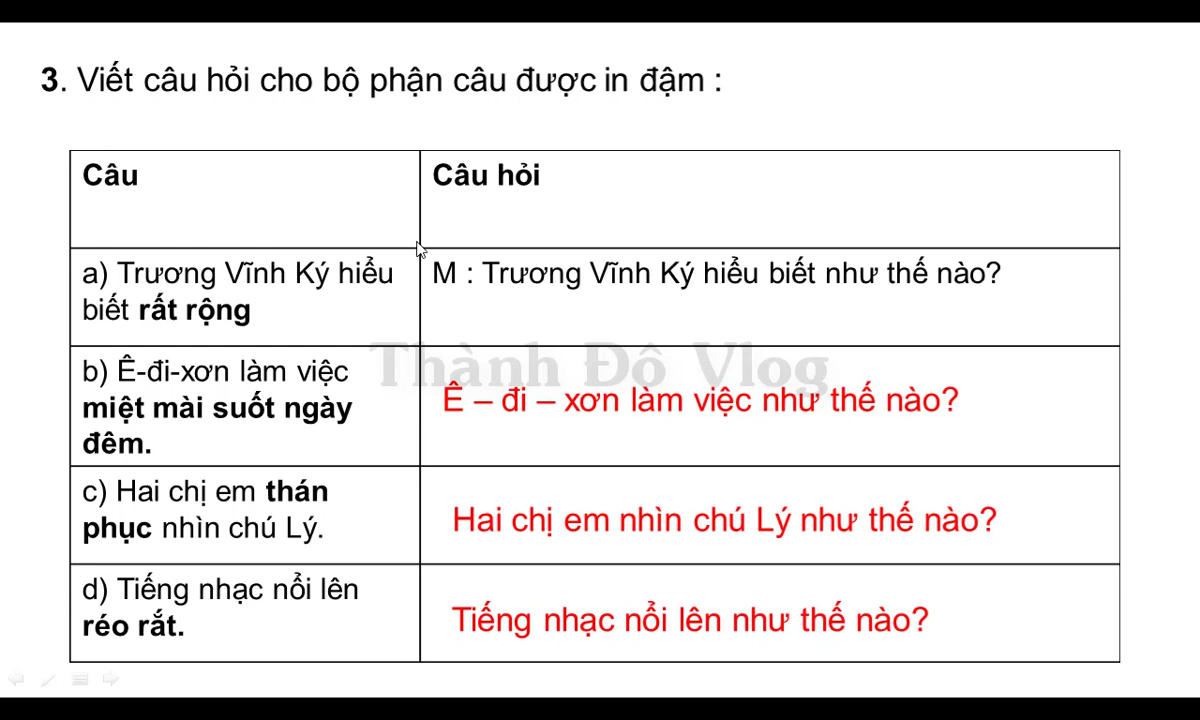 3. Viết câu hỏi cho bộ phận câu được in đậm :
Câu
Câu hỏi
a) Trương Vĩnh Ký hiểu
biết rất rộng
M : Trương Vĩnh Ký hiểu biết như thế nào?
Thành Đô Vlog
b) Ê-đi-xơn làm việc
miệt mài suốt ngày
đêm.
Ê – đi – xơn làm việc như thế nào?
c) Hai chị em thán
phục nhìn chú Lý.
Hai chị em nhìn chú Lý như thế nào?
d) Tiếng nhạc nổi lên
réo rắt.
Tiếng nhạc nổi lên như thế nào?